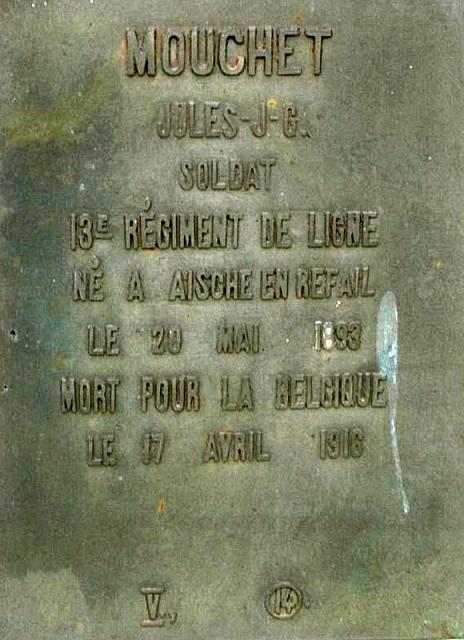 MOUCHET
JULES-J-G.
SOLDAT
13E RÉGIMENT DE LIGNE
NÉ A AISCHE EN REFAIL
LE 20 MAI 1893
MORT POUR LA BELGIQUE
LE 17 AVRIL 1916
V., 14.